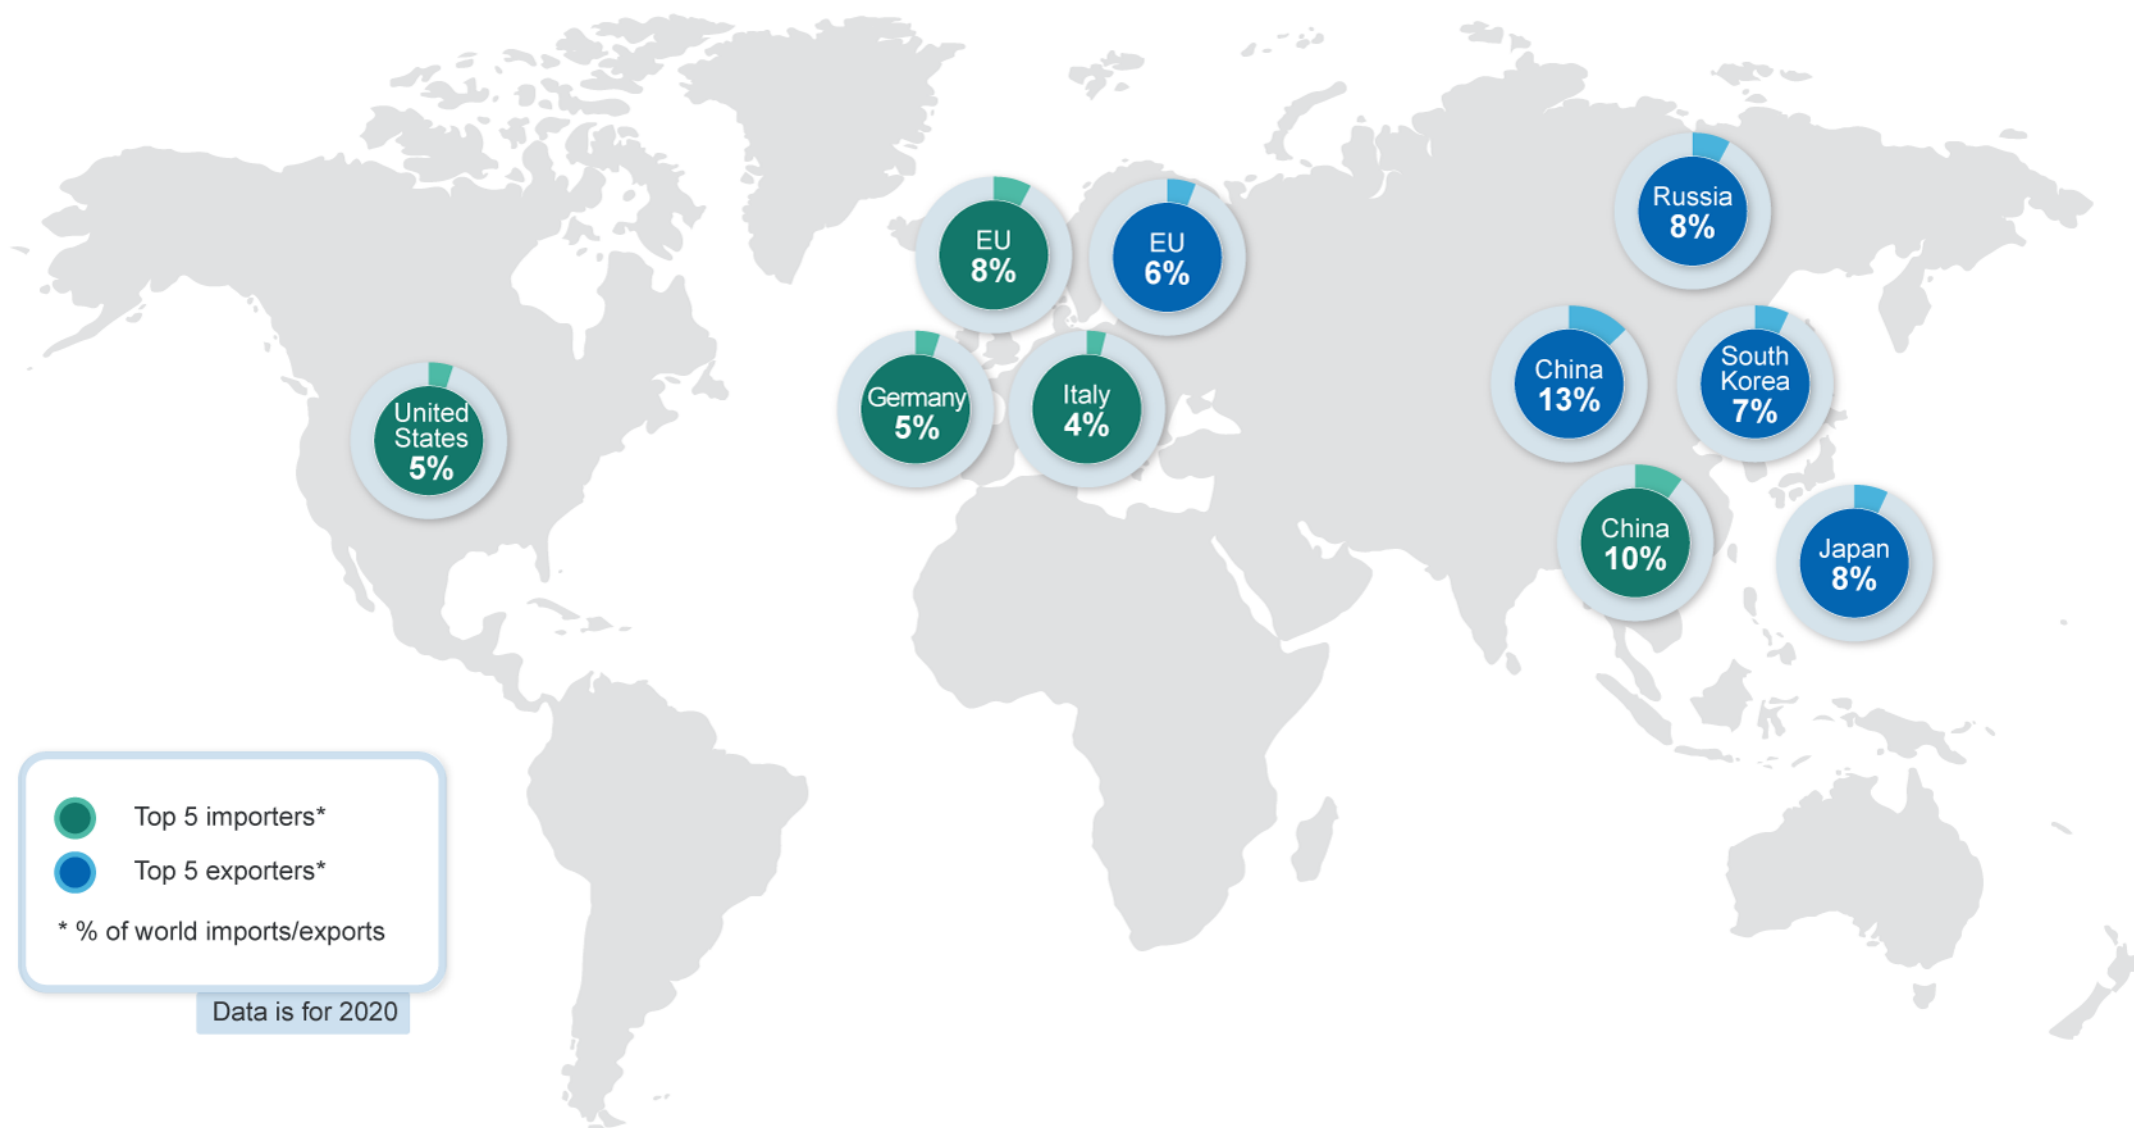 Russia
8%
EU
8%
EU
6%
China
13%
South
Korea
7%
Germany
5%
Italy
4%
United
States
5%
China
10%
Japan
8%
Top 5 importers*
Top 5 exporters*
* % of world imports/exports
Data is for 2020